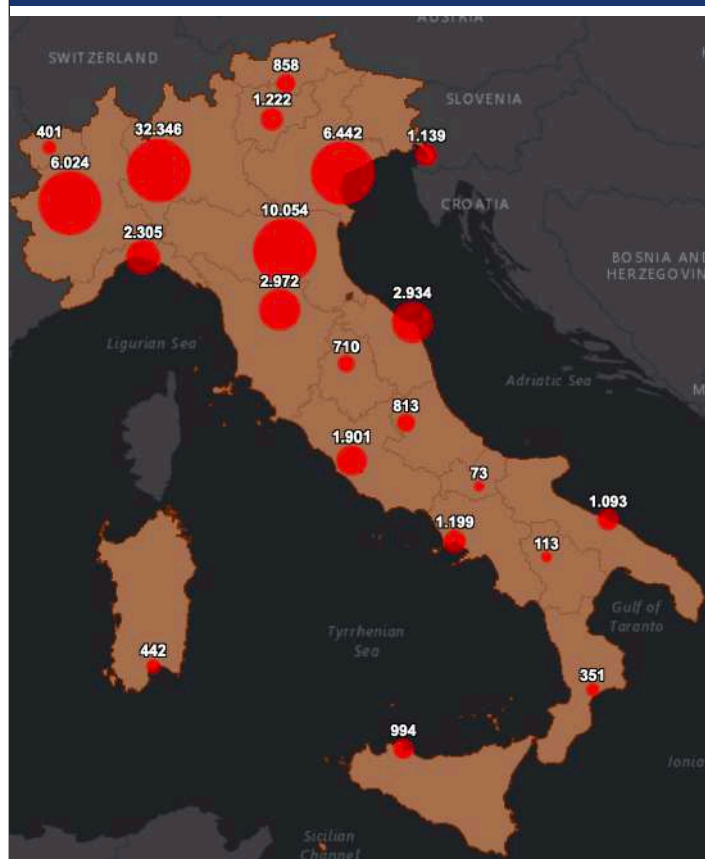 AUSTRIA
SWITZERLAND
858
1.222
SLOVENIA
401
32.346
6.442
1.139
6.024
CROATIA
10.054
2.305
BOSNIA AND
HERZEGOVIN
2.972
2.934
Ligurian Sea
710
Adriatic Sea
M
813
1.901
73
1.093
1.199
113
Gulf of
Taranto
Tyrrhenian
Sea
442
351
994
Ionia
Sicilian
Channel